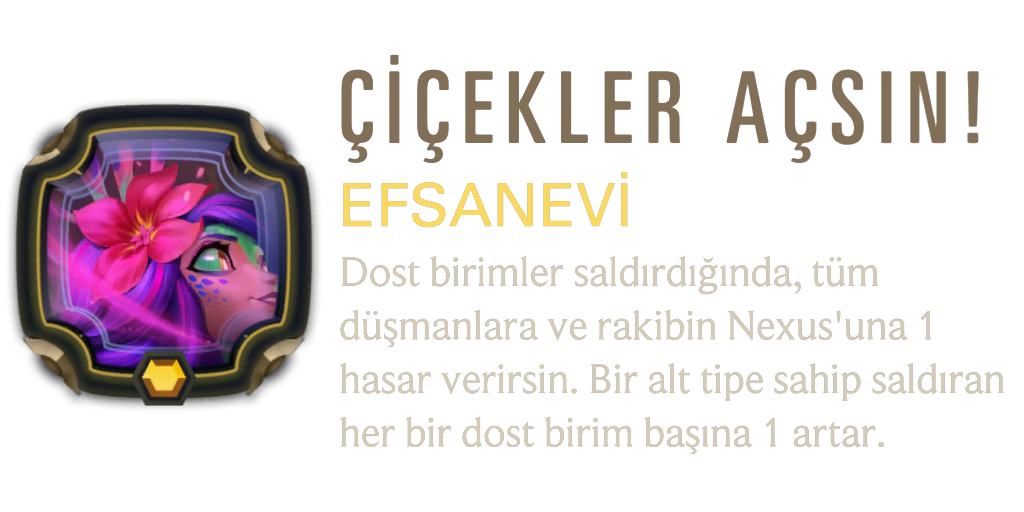 ÇİÇEKLER AÇSIN!
EFSANEVİ
Dost birimler saldırdığında, tüm
düşmanlara ve rakibin Nexus'una 1
hasar verirsin. Bir alt tipe sahip saldıran
her bir dost birim başına 1 artar.